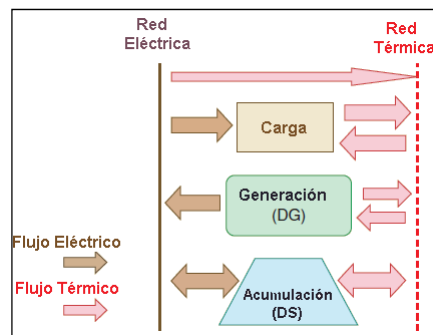 Red
Eléctrica
Red
Térmica
Carga
Generación
(DG)
Flujo Eléctrico
Flujo Térmico
Acumulación
(DS)